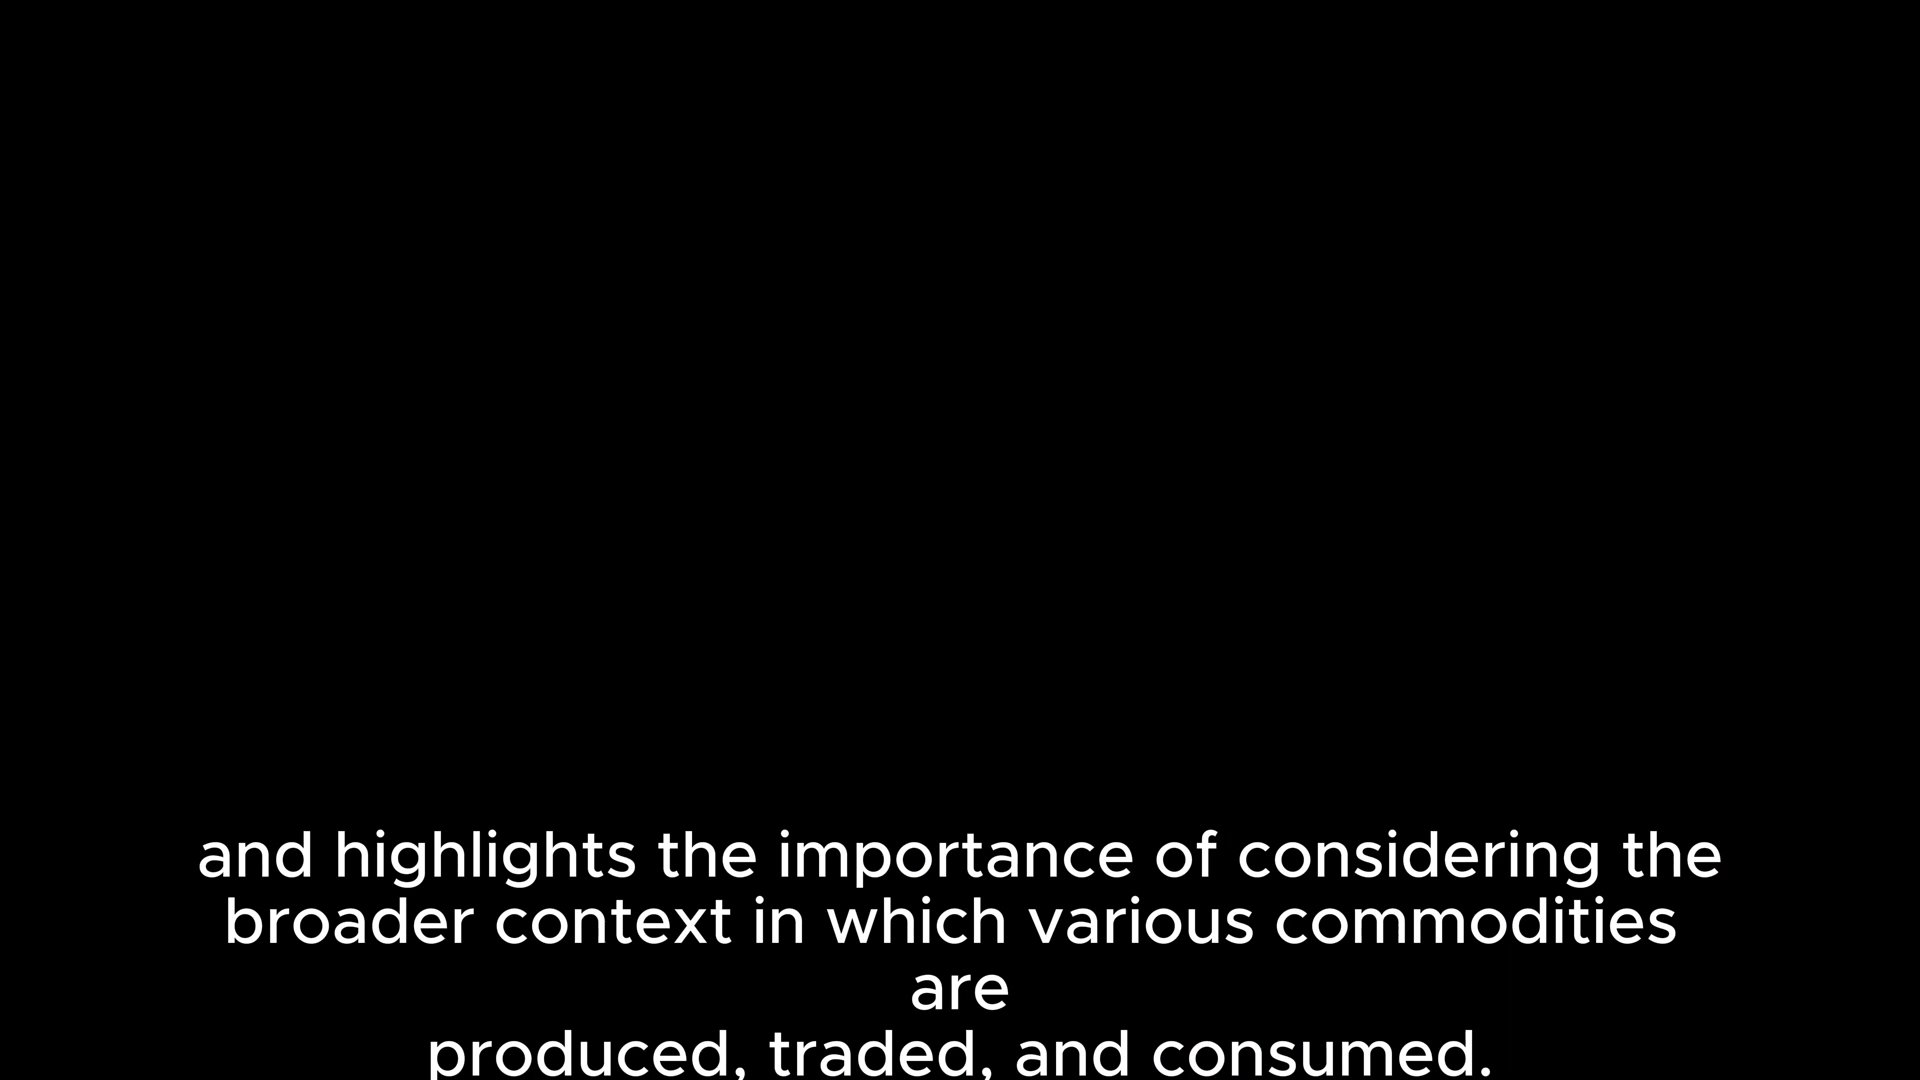 and highlights the importance of considering the
broader context in which various commodities
are
produced, traded, and consumed.